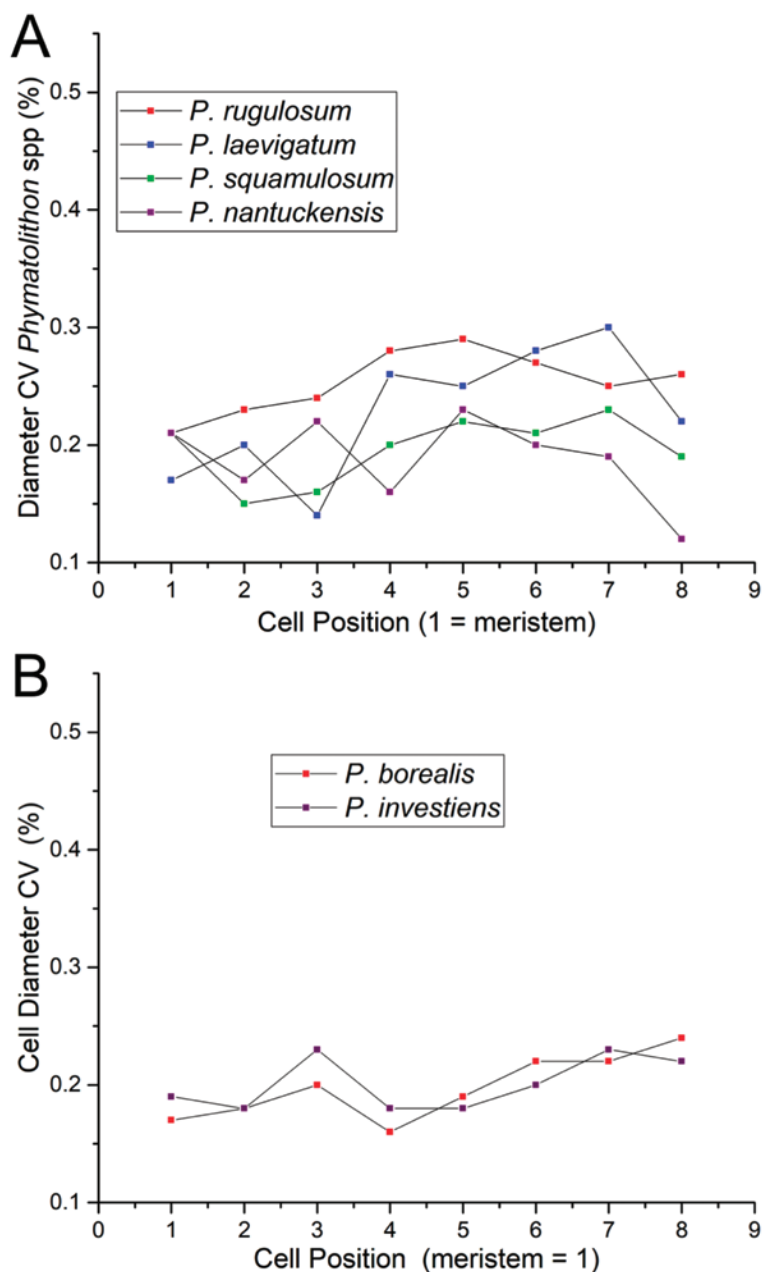 A
Diameter CV Phymatolithon spp (%)
0.5
0.4
0.3
0.2
0.1
P. rugulosum
P. laevigatum
P. squamulosum
P. nantuckensis
0 1 2 3 4 5 6 7 8 9
Cell Position (1 = meristem)
B
Cell Diameter CV (%)
0.5
0.4
0.3
0.2
0.1
P. borealis
P. investiens
0 1 2 3 4 5 6 7 8 9
Cell Position (meristem = 1)